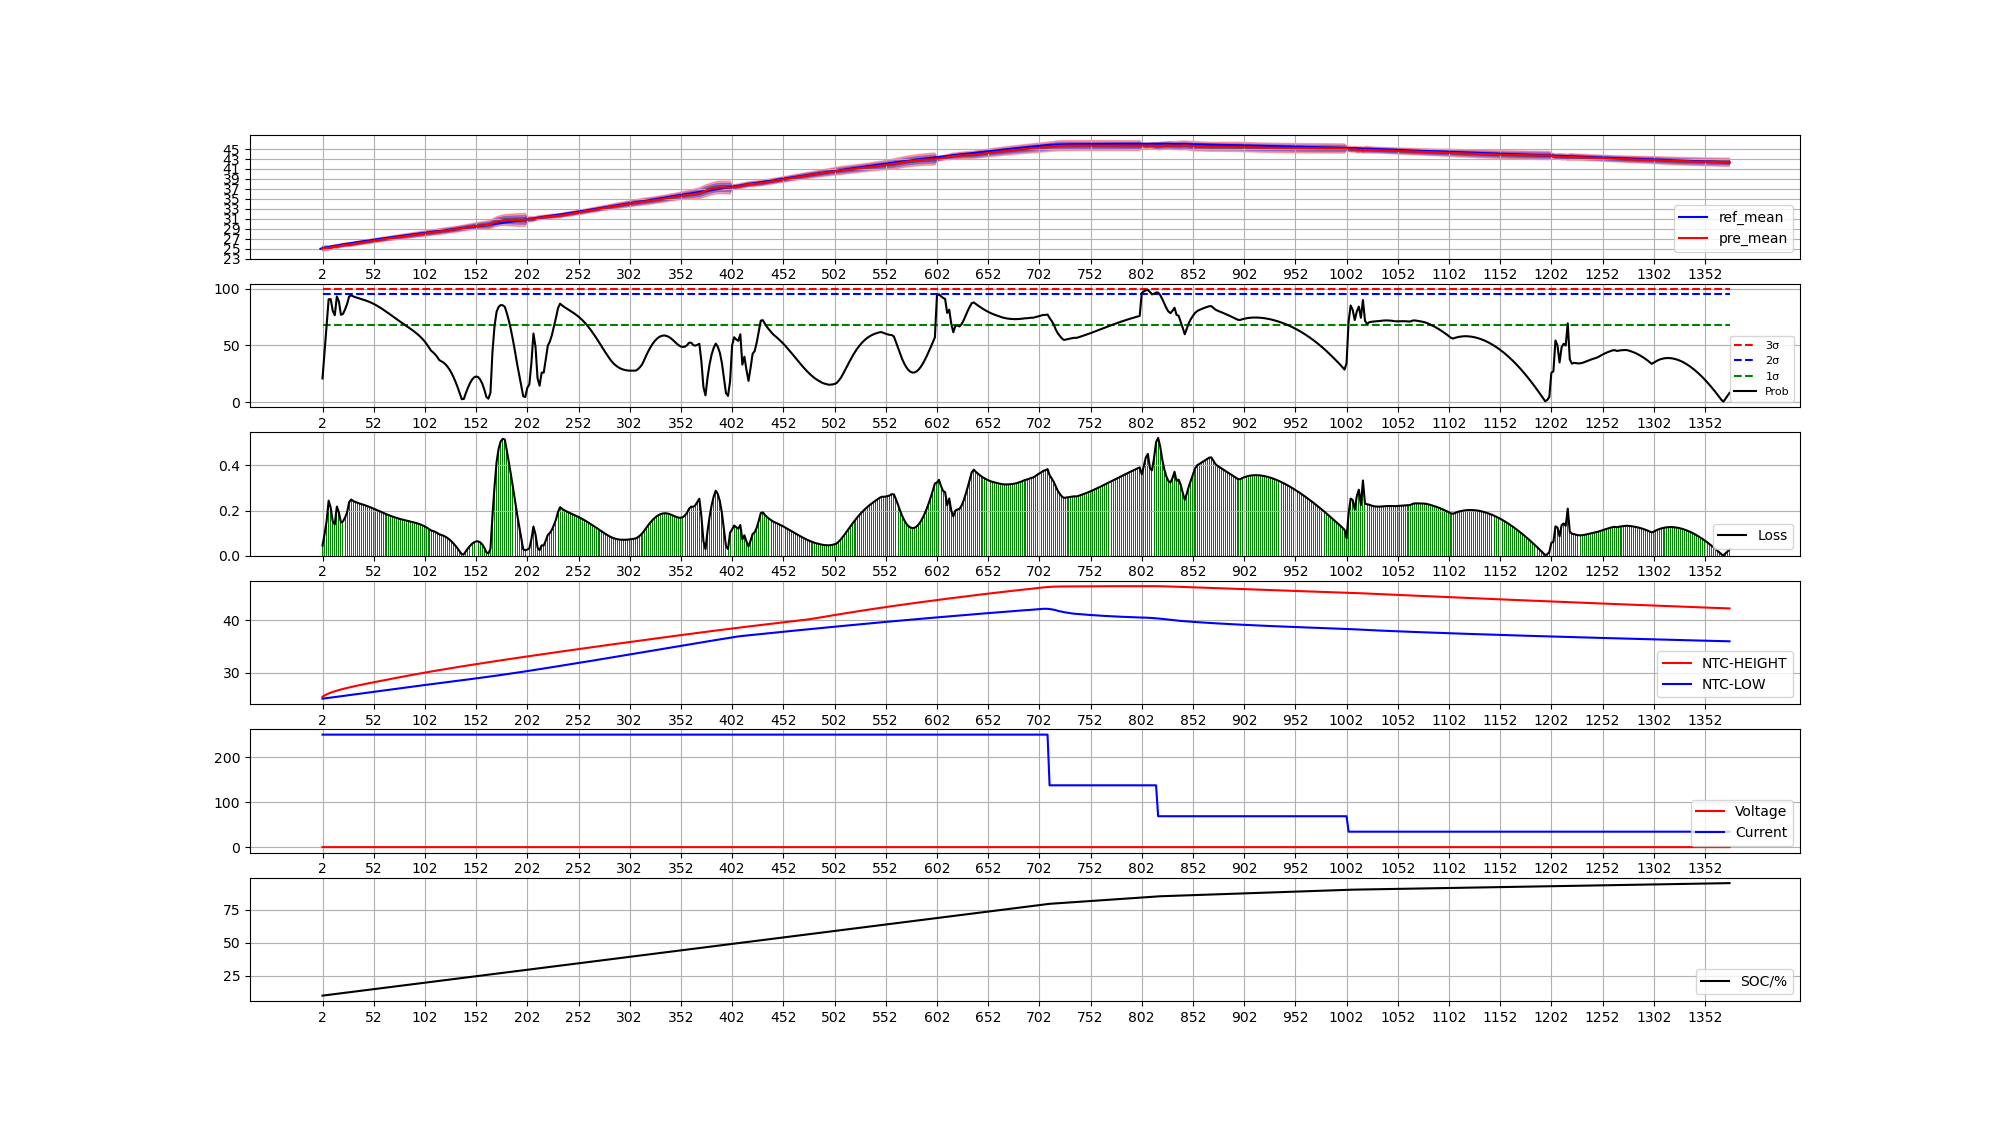 45
43
41
39
37
35
33
31
29
27
25
23
ref_mean
pre_mean
2 52 102 152 202 252 302 352 402 452 502 552 602 652 702 752 802 852 902 952 1002 1052 1102 1152 1202 1252 1302 1352
100
50
0
3σ
2σ
1σ
Prob
2 52 102 152 202 252 302 352 402 452 502 552 602 652 702 752 802 852 902 952 1002 1052 1102 1152 1202 1252 1302 1352
0.4
0.2
0.0
Loss
2 52 102 152 202 252 302 352 402 452 502 552 602 652 702 752 802 852 902 952 1002 1052 1102 1152 1202 1252 1302 1352
40
30
NTC-HEIGHT
NTC-LOW
2 52 102 152 202 252 302 352 402 452 502 552 602 652 702 752 802 852 902 952 1002 1052 1102 1152 1202 1252 1302 1352
200
100
0
Voltage
Current
2 52 102 152 202 252 302 352 402 452 502 552 602 652 702 752 802 852 902 952 1002 1052 1102 1152 1202 1252 1302 1352
75
50
25
SOC/%
2 52 102 152 202 252 302 352 402 452 502 552 602 652 702 752 802 852 902 952 1002 1052 1102 1152 1202 1252 1302 1352